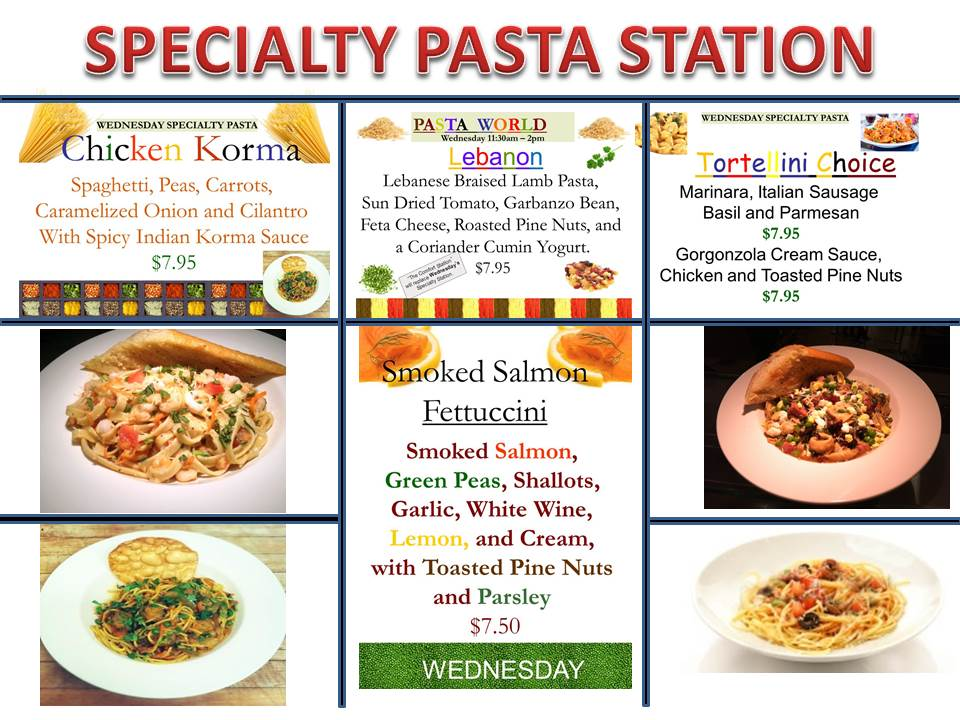 SPECIALTY PASTA STATION
WEDNESDAY SPECIALTY PASTA
Chicken Korma
Spaghetti, Peas, Carrots,
Caramelized Onion and Cilantro
With Spicy Indian Korma Sauce
$7.95
PASTA WORLD
Wednesday 11:30am – 2pm
Lebanon
Lebanese Braised Lamb Pasta,
Sun Dried Tomato, Garbanzo Bean,
Feta Cheese, Roasted Pine Nuts, and
a Coriander Cumin Yogurt.
$7.95
"The Comfort Station"
will replace Wednesday's
Specialty Station.
WEDNESDAY SPECIALTY PASTA
Tortellini Choice
Marinara, Italian Sausage
Basil and Parmesan
$7.95
Gorgonzola Cream Sauce,
Chicken and Toasted Pine Nuts
$7.95
Smoked Salmon
Fettuccini
Smoked Salmon,
Green Peas, Shallots,
Garlic, White Wine,
Lemon, and Cream,
with Toasted Pine Nuts
and Parsley
$7.50
WEDNESDAY